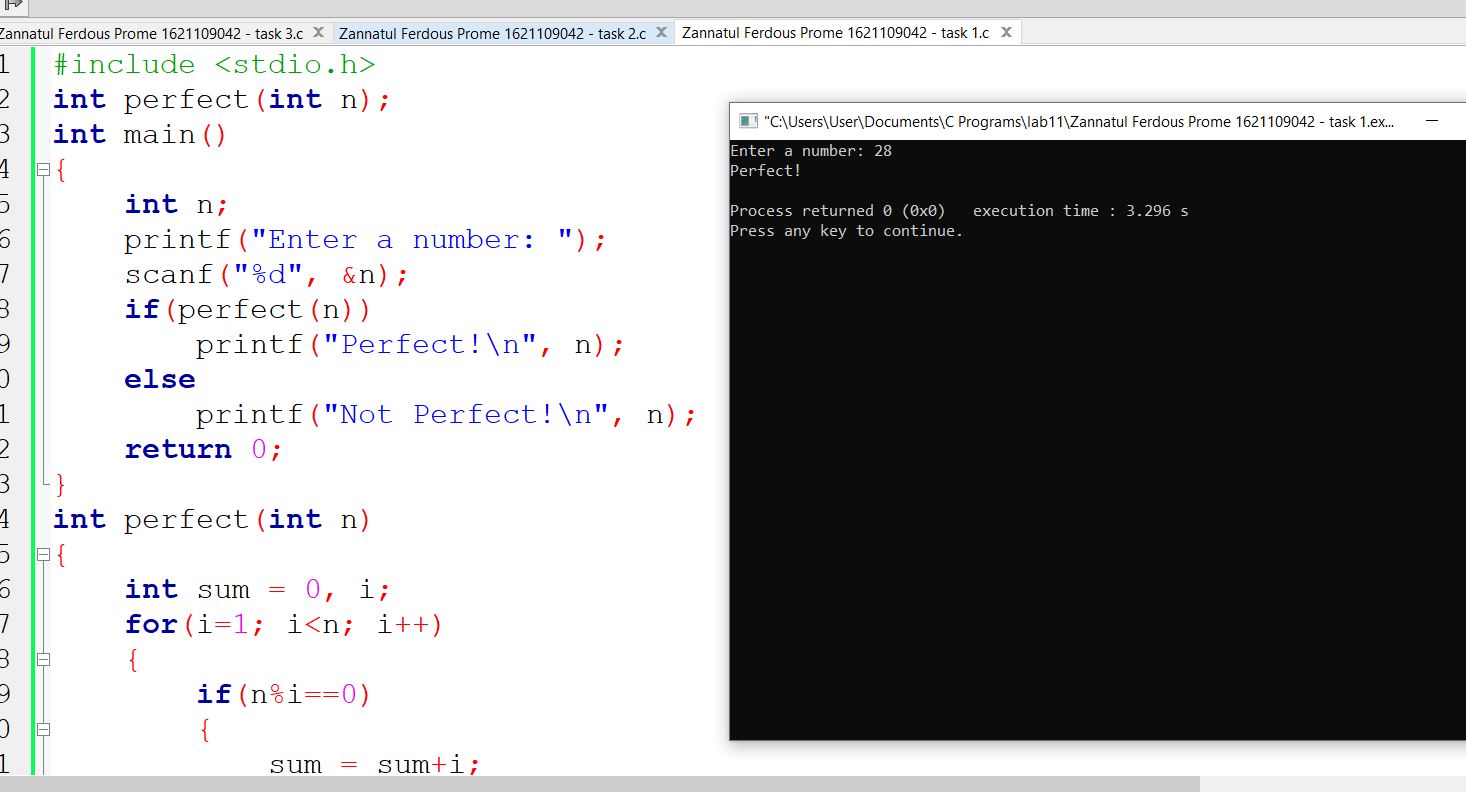 Zannatul Ferdous Prome 1621109042 - task 3.c X Zannatul Ferdous Prome 1621109042 - task 2.c X Zannatul Ferdous Prome 1621109042 - task 1.c X
1 #include <stdio.h>
2 int perfect(int n);
3 int main()
4 {
5 int n;
6 printf("Enter a number: ");
7 scanf("%d", &n);
8 if(perfect(n))
9 printf("Perfect!\n", n);
0 else
1 printf("Not Perfect!\n", n);
2 return 0;
3 }
4 int perfect(int n)
5 {
6 int sum = 0, i;
7 for(i=1; i<n; i++)
8 {
9 if(n%i==0)
0 {
1 sum = sum+i;
"C:\Users\User\Documents\C Programs\lab11\Zannatul Ferdous Prome 1621109042 - task 1.ex...
Enter a number: 28
Perfect!
Process returned 0 (0x0) execution time : 3.296 s
Press any key to continue.